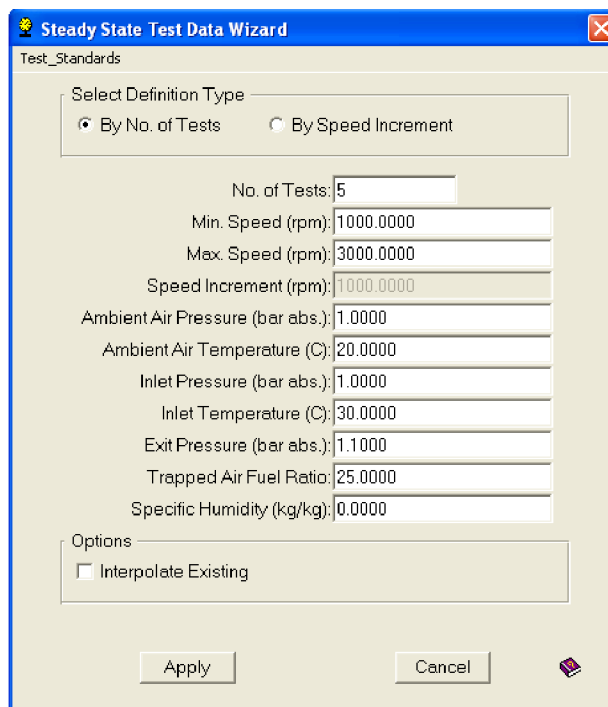 Steady State Test Data Wizard
Test_Standards
Select Definition Type
By No. of Tests By Speed Increment
No. of Tests: 5
Min. Speed (rpm): 1000.0000
Max. Speed (rpm): 3000.0000
Speed Increment (rpm): 1000.0000
Ambient Air Pressure (bar abs.): 1.0000
Ambient Air Temperature (C): 20.0000
Inlet Pressure (bar abs.): 1.0000
Inlet Temperature (C): 30.0000
Exit Pressure (bar abs.): 1.1000
Trapped Air Fuel Ratio: 25.0000
Specific Humidity (kg/kg): 0.0000
Options
Interpolate Existing
Apply Cancel